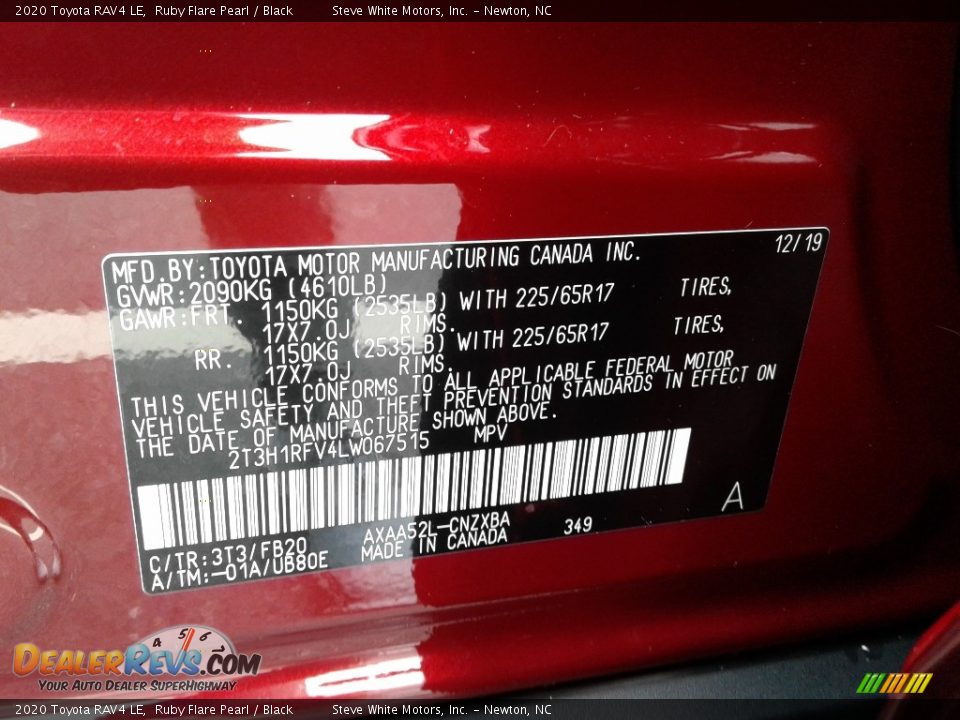 2020 Toyota RAV4 LE, Ruby Flare Pearl / Black Steve White Motors, Inc. - Newton, NC
12/19
MFD.BY:TOYOTA MOTOR MANUFACTURING CANADA INC.
GVWR:2090KG (4610LB)
GAWR:FRT. 1150KG (2535LB) WITH 225/65R17 TIRES,
17X7.0J RIMS.
RR. 1150KG (2535LB) WITH 225/65R17 TIRES,
17X7.0J RIMS.
THIS VEHICLE CONFORMS TO ALL APPLICABLE FEDERAL MOTOR
VEHICLE SAFETY AND THEFT PREVENTION STANDARDS IN EFFECT ON
THE DATE OF MANUFACTURE SHOWN ABOVE.
2T3H1RFV4LW067515 MPV
A
C/TR:3T3/FB20 AXAA52L-CNZXBA 349
A/TM:-01A/UB80E MADE IN CANADA
4 5 6 7
DealerRevs.com
Your Auto Dealer SuperHighway
2020 Toyota RAV4 LE, Ruby Flare Pearl / Black Steve White Motors, Inc. - Newton, NC